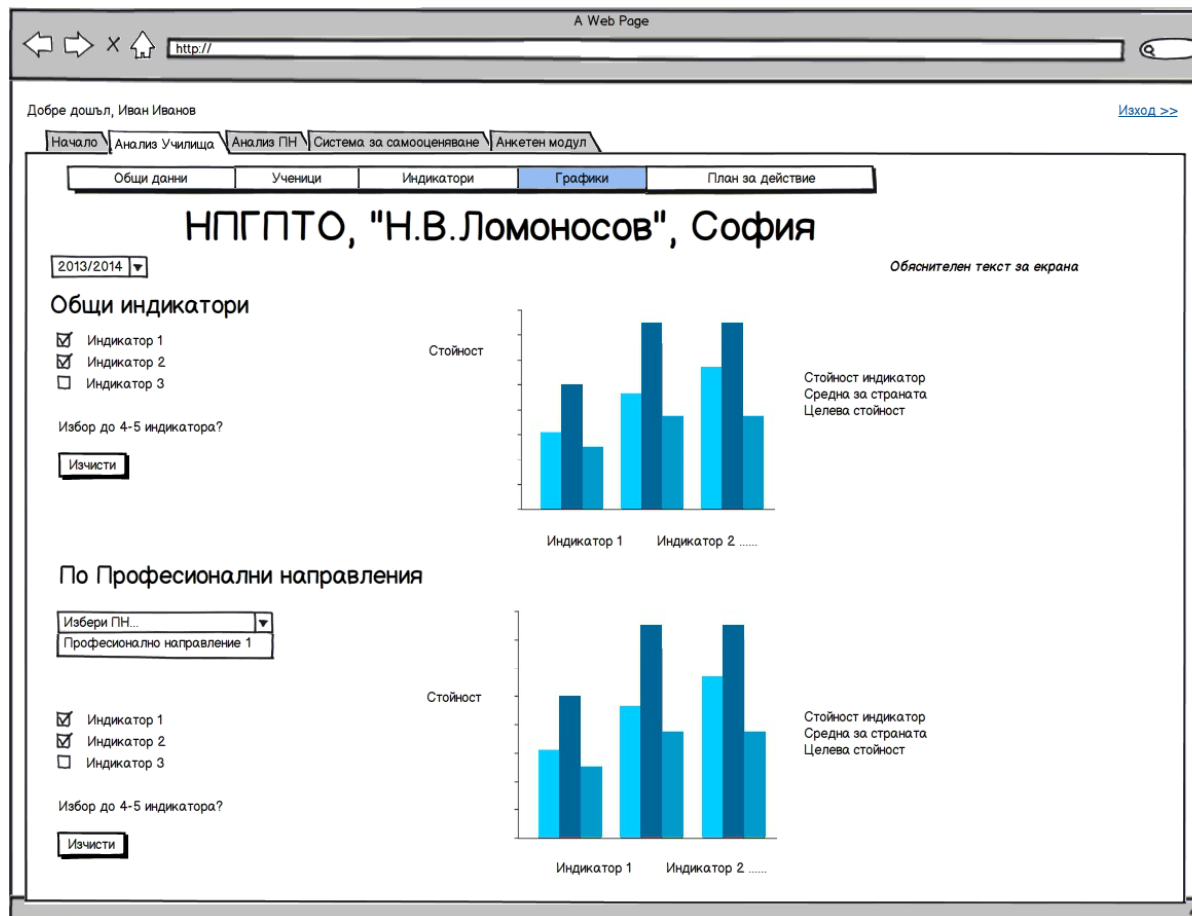 A Web Page
http://
Добре дошъл, Иван Иванов
Изход >>
Начало Анализ Училища Анализ ПН Система за самооценяване Анкетен модул
Общи данни Ученици Индикатори Графики План за действие
НПГПТО, "Н.В.Ломоносов", София
2013/2014
Обяснителен текст за екрана
Общи индикатори
Индикатор 1
Индикатор 2
Индикатор 3
Избор до 4-5 индикатора?
Изчисти
Стойност
Индикатор 1 Индикатор 2 ......
Стойност индикатор
Средна за страната
Целева стойност
По Професионални направления
Избери ПН...
Професионално направление 1
Индикатор 1
Индикатор 2
Индикатор 3
Избор до 4-5 индикатора?
Изчисти
Стойност
Индикатор 1 Индикатор 2 ......
Стойност индикатор
Средна за страната
Целева стойност